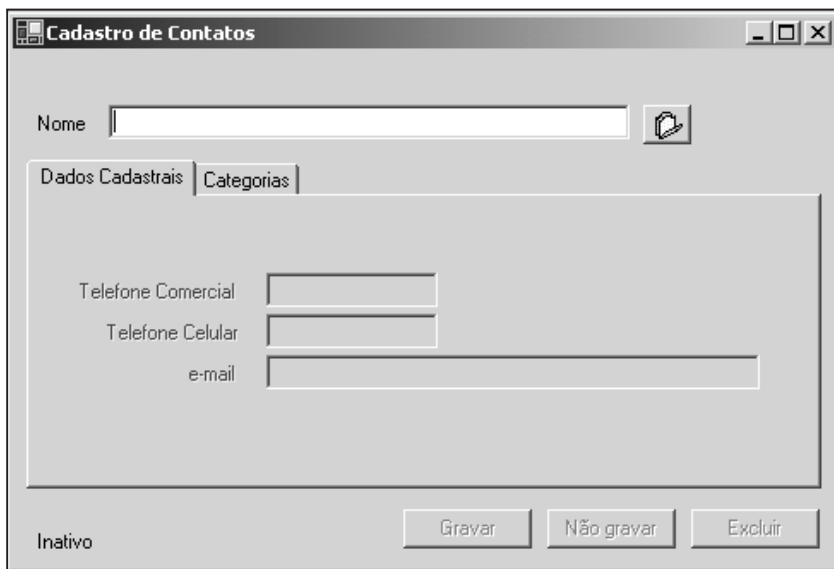 Cadastro de Contatos
Nome
Dados Cadastrais Categorias
Telefone Comercial
Telefone Celular
e-mail
Gravar Não gravar Excluir
Inativo